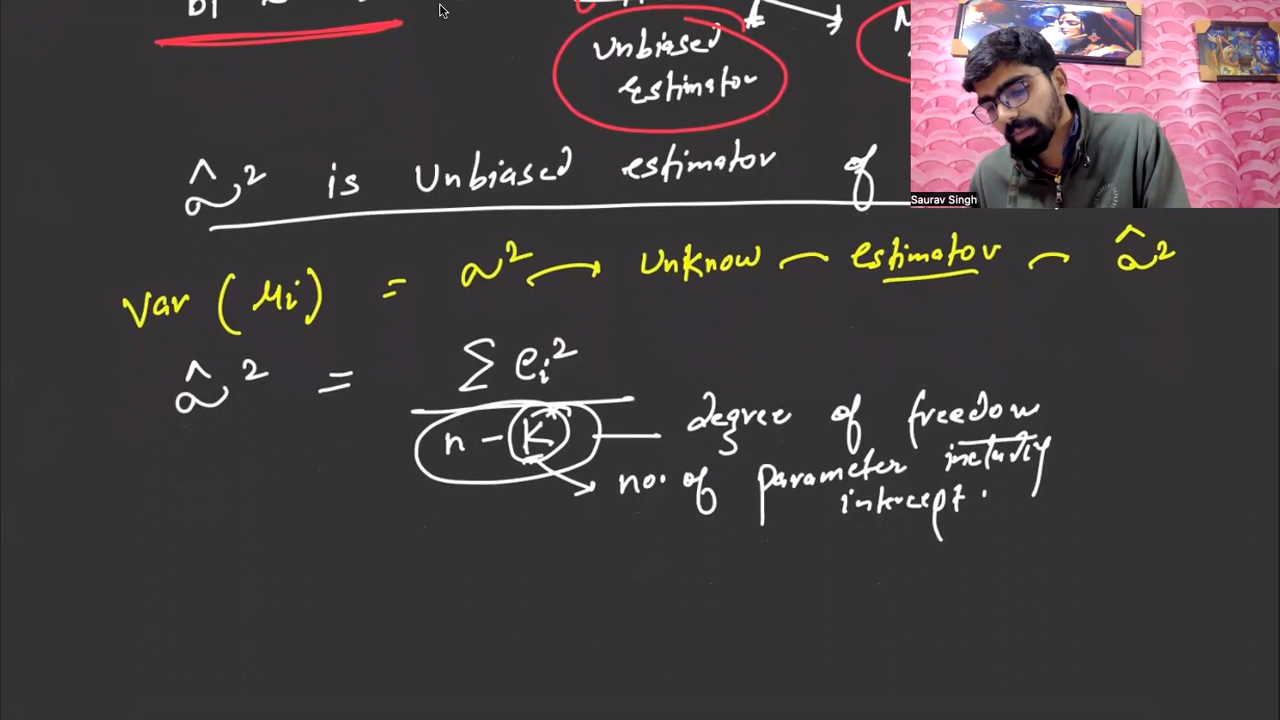 Unbiased
Estimator
Saurav Singh
σ̂² is Unbiased estimator of
Var (μi) = σ² → Unknow — estimator — σ̂²
σ̂² = Σ ei² / n - K
degree of freedom
no. of parameter including
intercept.